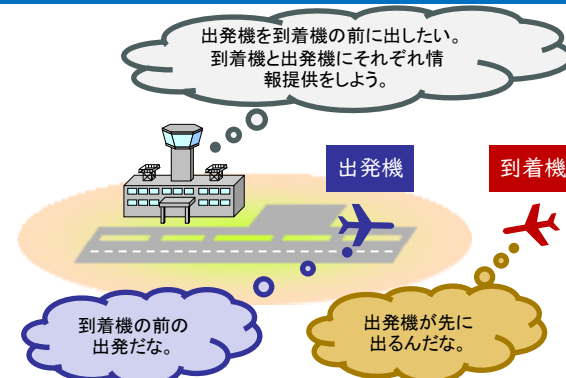 出発機を到着機の前に出したい。
到着機と出発機にそれぞれ情
報提供をしよう。
出発機
到着機
到着機の前の
出発だな。
出発機が先に
出るんだな。